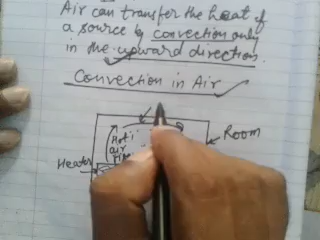 Air can transfer the heat of
a source by convection only
in the upward direction.
Convection in Air
Room
Hot
air
Heater